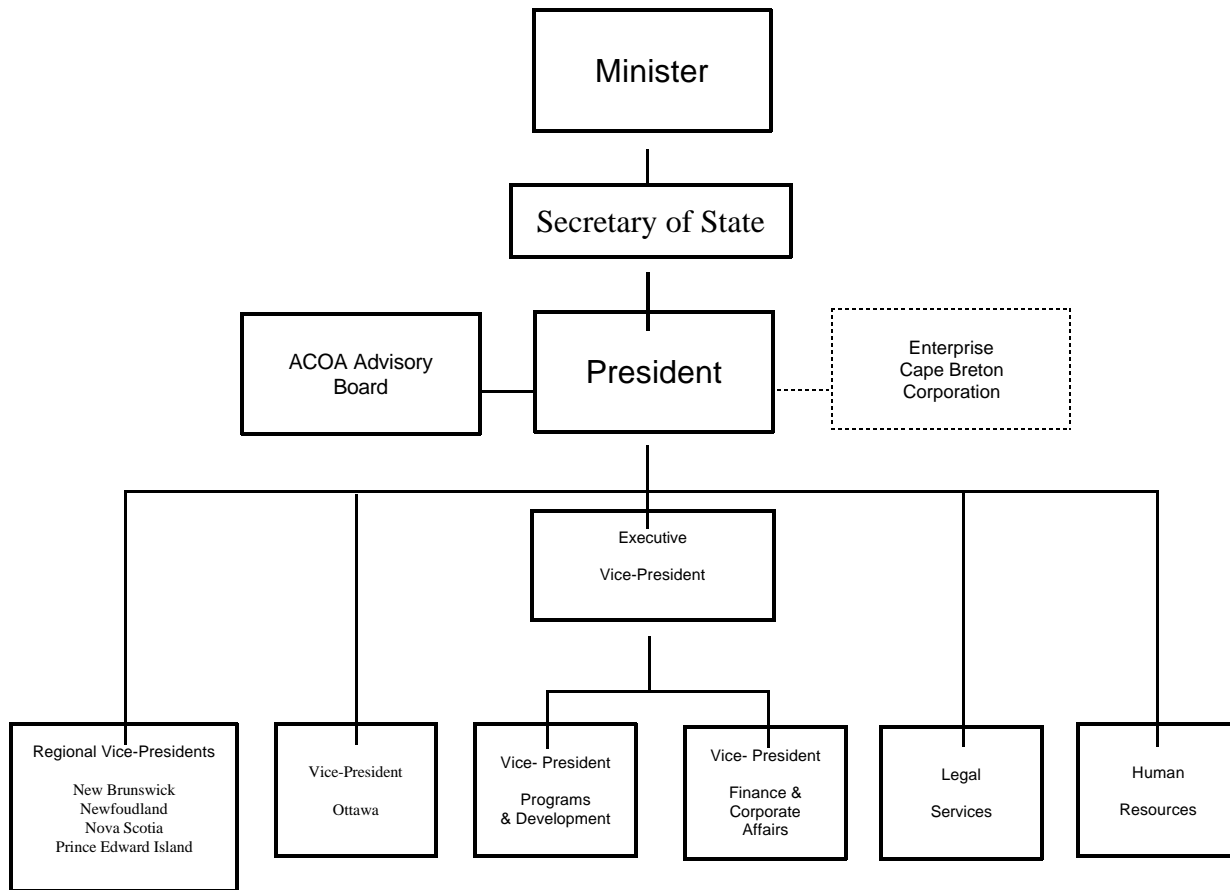 Minister
Secretary of State
ACOA Advisory
Board
President
Enterprise
Cape Breton
Corporation
Executive
Vice-President
Regional Vice-Presidents
New Brunswick
Newfoudland
Nova Scotia
Prince Edward Island
Vice-President
Ottawa
Vice- President
Programs
& Development
Vice- President
Finance &
Corporate
Affairs
Legal
Services
Human
Resources